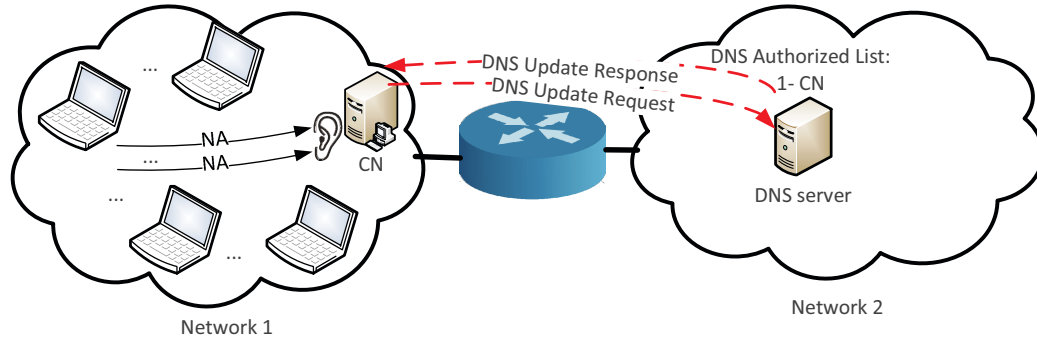 ...
NA
...
NA
...
...
CN
Network 1
DNS Update Response
DNS Update Request
DNS Authorized List:
1- CN
DNS server
Network 2